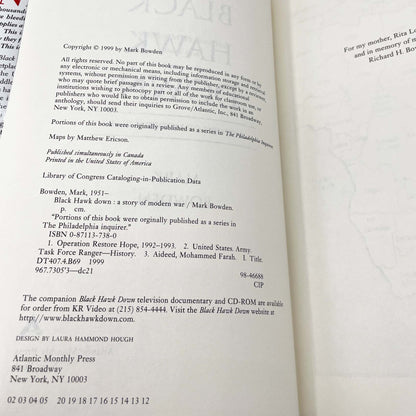 BLACK
HAWK
Copyright © 1999 by Mark Bowden
All rights reserved. No part of this book may be reproduced in any form or by
any electronic or mechanical means, including information storage and retrieval
systems, without permission in writing from the publisher, except by a reviewer,
who may quote brief passages in a review. Any members of educational
institutions wishing to photocopy part or all of the work for classroom use, or
publishers who would like to obtain permission to include the work in an
anthology, should send their inquiries to Grove/Atlantic, Inc., 841 Broadway,
New York, NY 10003.
Portions of this book were originally published as a series in The Philadelphia Inquirer
Maps by Matthew Ericson.
Published simultaneously in Canada
Printed in the United States of America
Library of Congress Cataloging-in-Publication Data
Bowden, Mark, 1951–
Black Hawk down : a story of modern war / Mark Bowden.
p. cm.
"Portions of this book were orginally published as a series in
The Philadelphia inquirer."
ISBN 0-87113-738-0
1. Operation Restore Hope, 1992–1993. 2. United States. Army.
Task Force Ranger—History. 3. Aideed, Mohammed Farah. I. Title.
DT407.4.B69 1999
967.7305'3—dc21 98-46688
CIP
The companion Black Hawk Down television documentary and CD-ROM are available
for order from KR Video at (215) 854-4444. Visit the Black Hawk Down website at
http://www.blackhawkdown.com.
DESIGN BY LAURA HAMMOND HOUGH
Atlantic Monthly Press
841 Broadway
New York, NY 10003
02 03 04 05 20 19 18 17 16 15 14 13 12
For my mother, Rita Lo
and in memory of m
Richard H. Bo